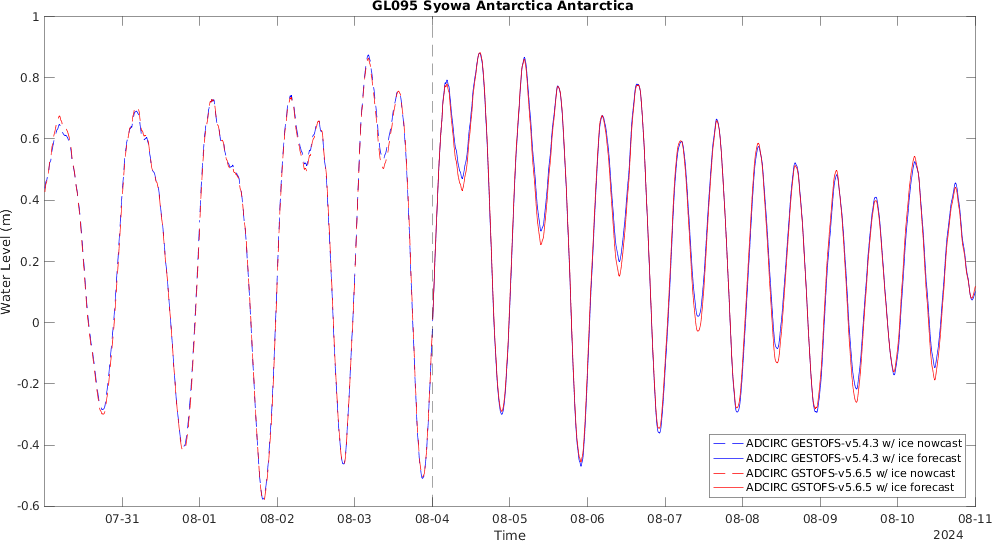 GL095 Syowa Antarctica Antarctica
1
0.8
0.6
0.4
0.2
0
-0.2
-0.4
-0.6
Water Level (m)
ADCIRC GESTOFS-v5.4.3 w/ ice nowcast
ADCIRC GESTOFS-v5.4.3 w/ ice forecast
ADCIRC GSTOFS-v5.6.5 w/ ice nowcast
ADCIRC GSTOFS-v5.6.5 w/ ice forecast
07-31 08-01 08-02 08-03 08-04 08-05 08-06 08-07 08-08 08-09 08-10 08-11
Time
2024